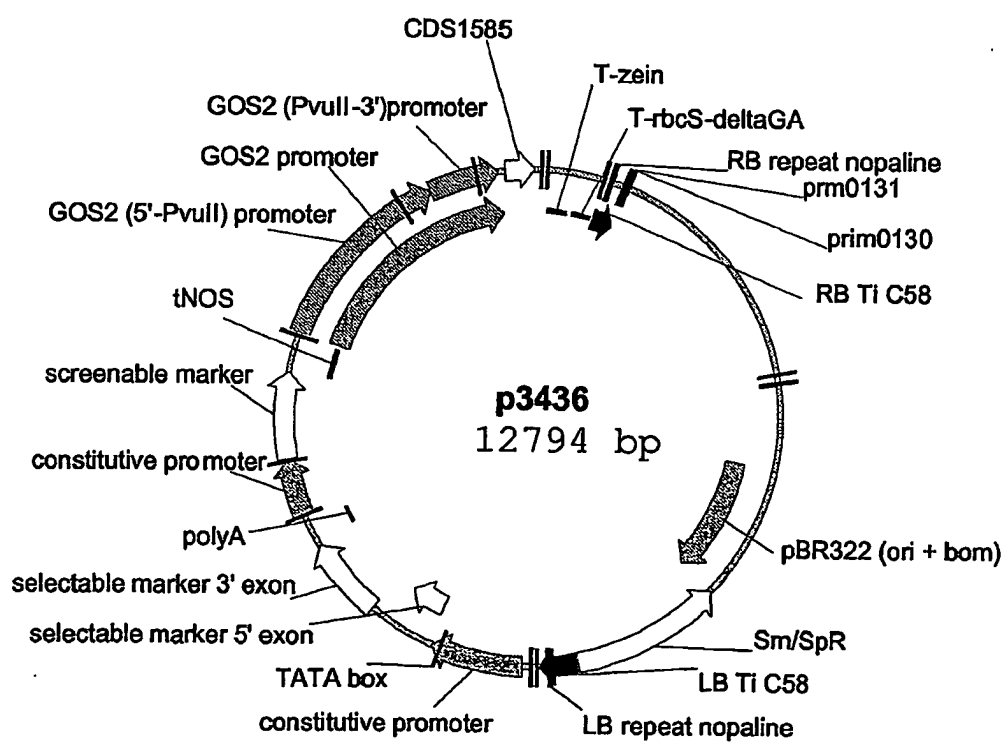 CDS1585
T-zein
GOS2 (PvuII-3')promoter
T-rbcS-deltaGA
GOS2 promoter
RB repeat nopaline
prm0131
GOS2 (5'-PvuII) promoter
prim0130
tNOS
RB Ti C58
screenable marker
p3436
12794 bp
constitutive promoter
polyA
pBR322 (ori + bom)
selectable marker 3' exon
selectable marker 5' exon
Sm/SpR
TATA box
LB Ti C58
constitutive promoter
LB repeat nopaline